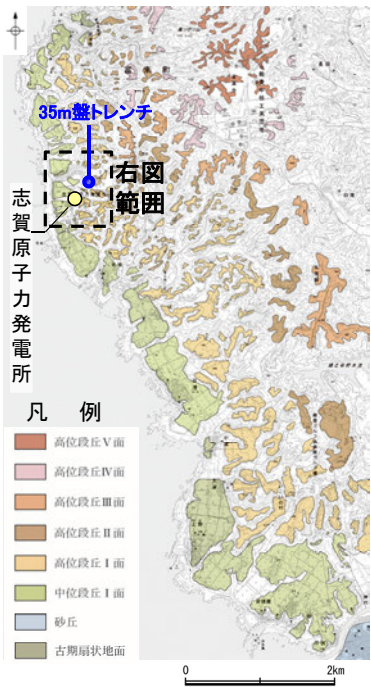 35m盤トレンチ
右図
範囲
志賀原子力発電所
凡 例
高位段丘Ⅴ面
高位段丘Ⅳ面
高位段丘Ⅲ面
高位段丘Ⅱ面
高位段丘Ⅰ面
中位段丘Ⅰ面
砂丘
古期扇状地面
0 2km